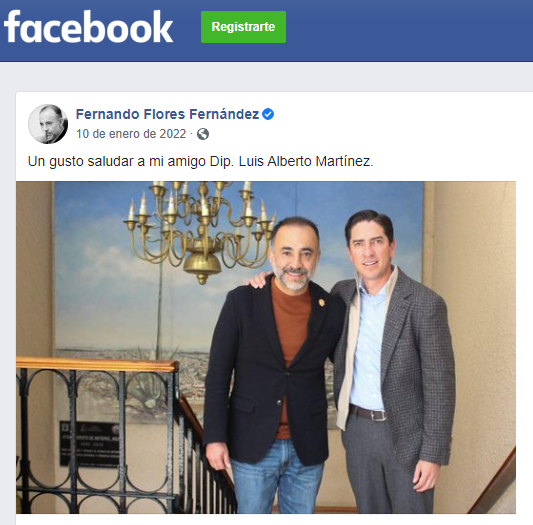 facebook
Registrarte
Fernando Flores Fernández
10 de enero de 2022 ·
Un gusto saludar a mi amigo Dip. Luis Alberto Martínez.